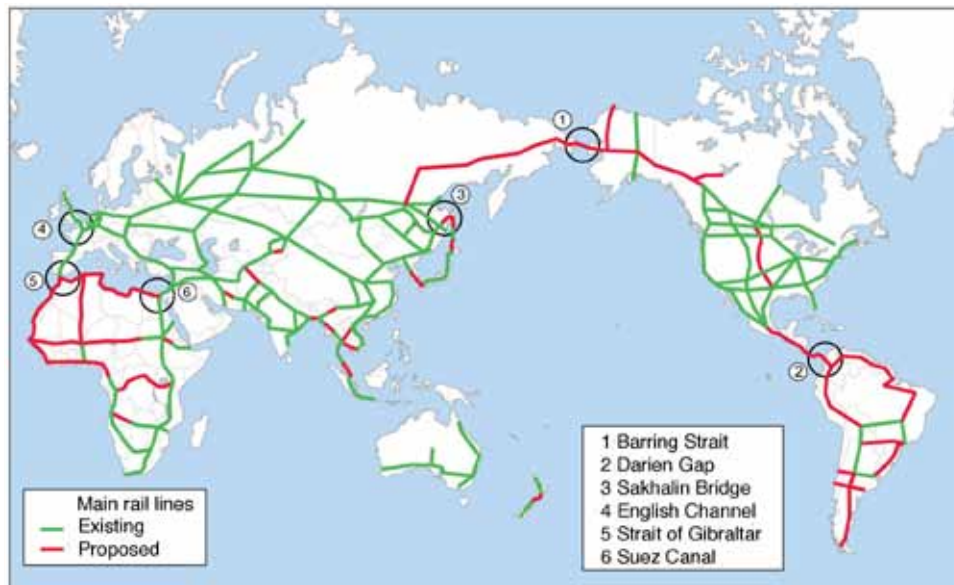 1
3
4
5
6
2
Main rail lines
Existing
Proposed
1 Barring Strait
2 Darien Gap
3 Sakhalin Bridge
4 English Channel
5 Strait of Gibraltar
6 Suez Canal